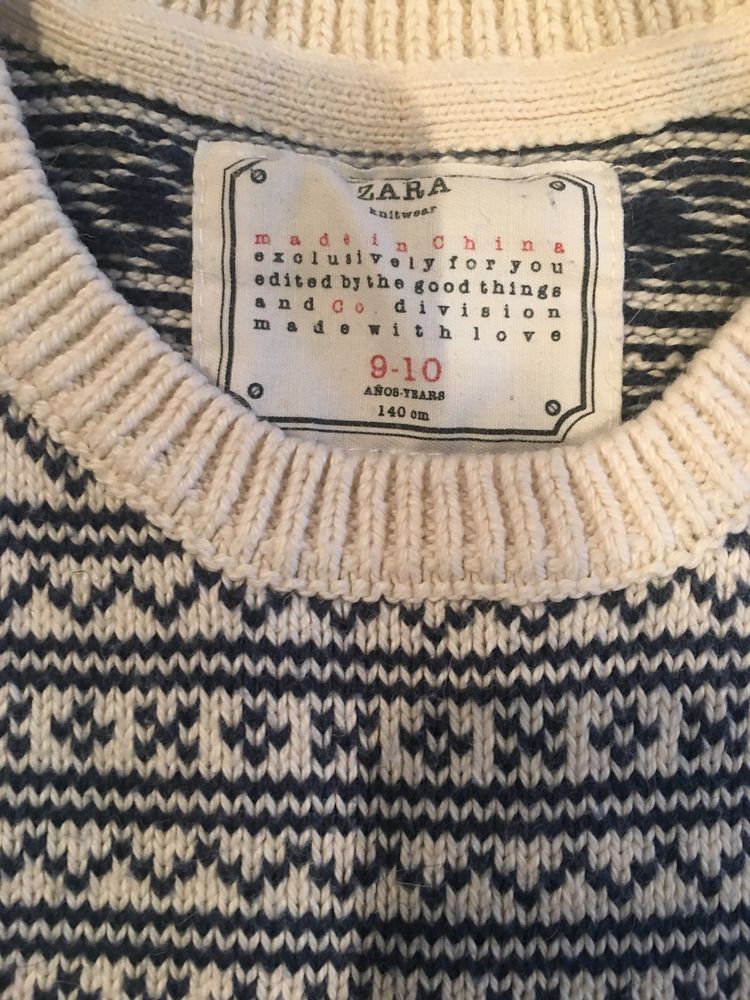 ZARA
knitwear
made in China
exclusively for you
edited by the good things
and Co division
made with love
9-10
AÑOS-YEARS
140 cm